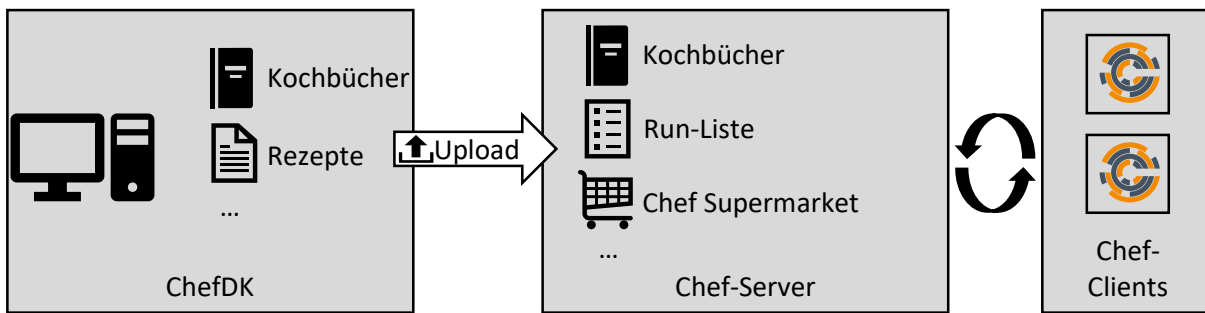 Kochbücher
Rezepte
...
ChefDK
Upload
Kochbücher
Run-Liste
Chef Supermarket
...
Chef-Server
Chef-
Clients